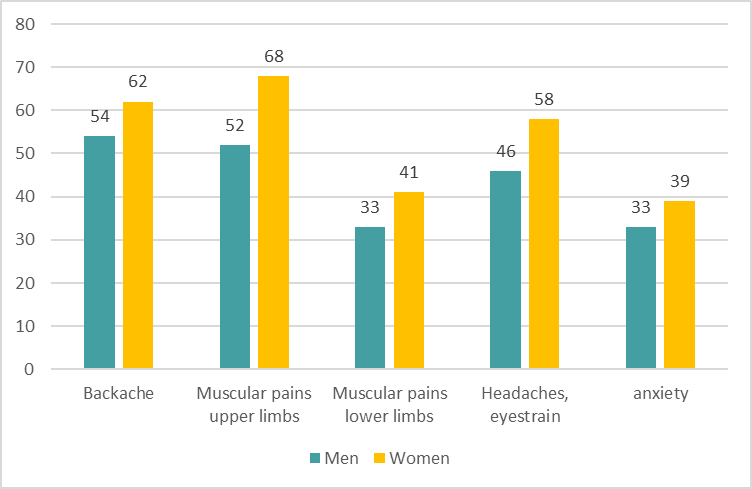 80
70
60
50
40
30
20
10
0
54
62
52
68
33
41
46
58
33
39
Backache
Muscular pains
upper limbs
Muscular pains
lower limbs
Headaches,
eyestrain
anxiety
Men
Women